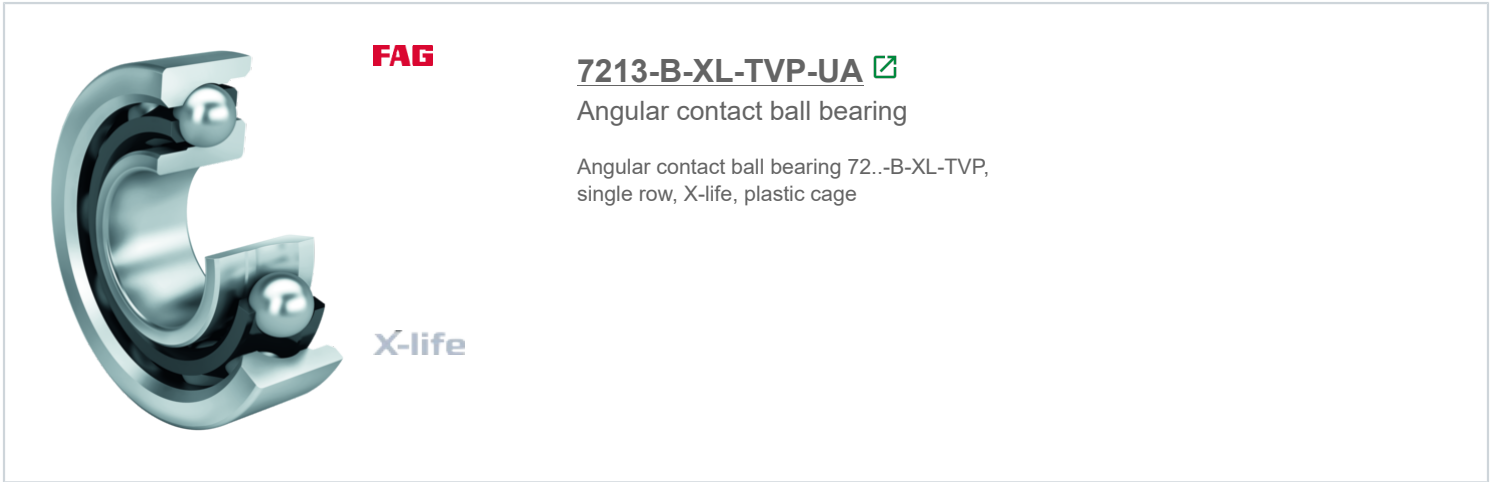 FAG
7213-B-XL-TVP-UA
Angular contact ball bearing
Angular contact ball bearing 72..-B-XL-TVP,
single row, X-life, plastic cage
X-life